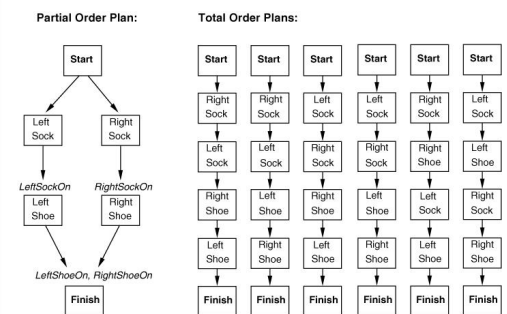 Partial Order Plan:
Total Order Plans:
Start
Start Start Start Start Start Start
Left Sock
Right Sock
LeftSockOn
RightSockOn
Left Shoe
Right Shoe
LeftShoeOn, RightShoeOn
Finish
Right Sock
Right Sock
Left Sock
Left Sock
Right Sock
Left Sock
Left Sock
Left Sock
Right Sock
Right Sock
Right Shoe
Left Shoe
Right Shoe
Left Shoe
Right Shoe
Left Shoe
Left Sock
Right Sock
Left Shoe
Right Shoe
Left Shoe
Right Shoe
Left Shoe
Right Shoe
Finish Finish Finish Finish Finish Finish